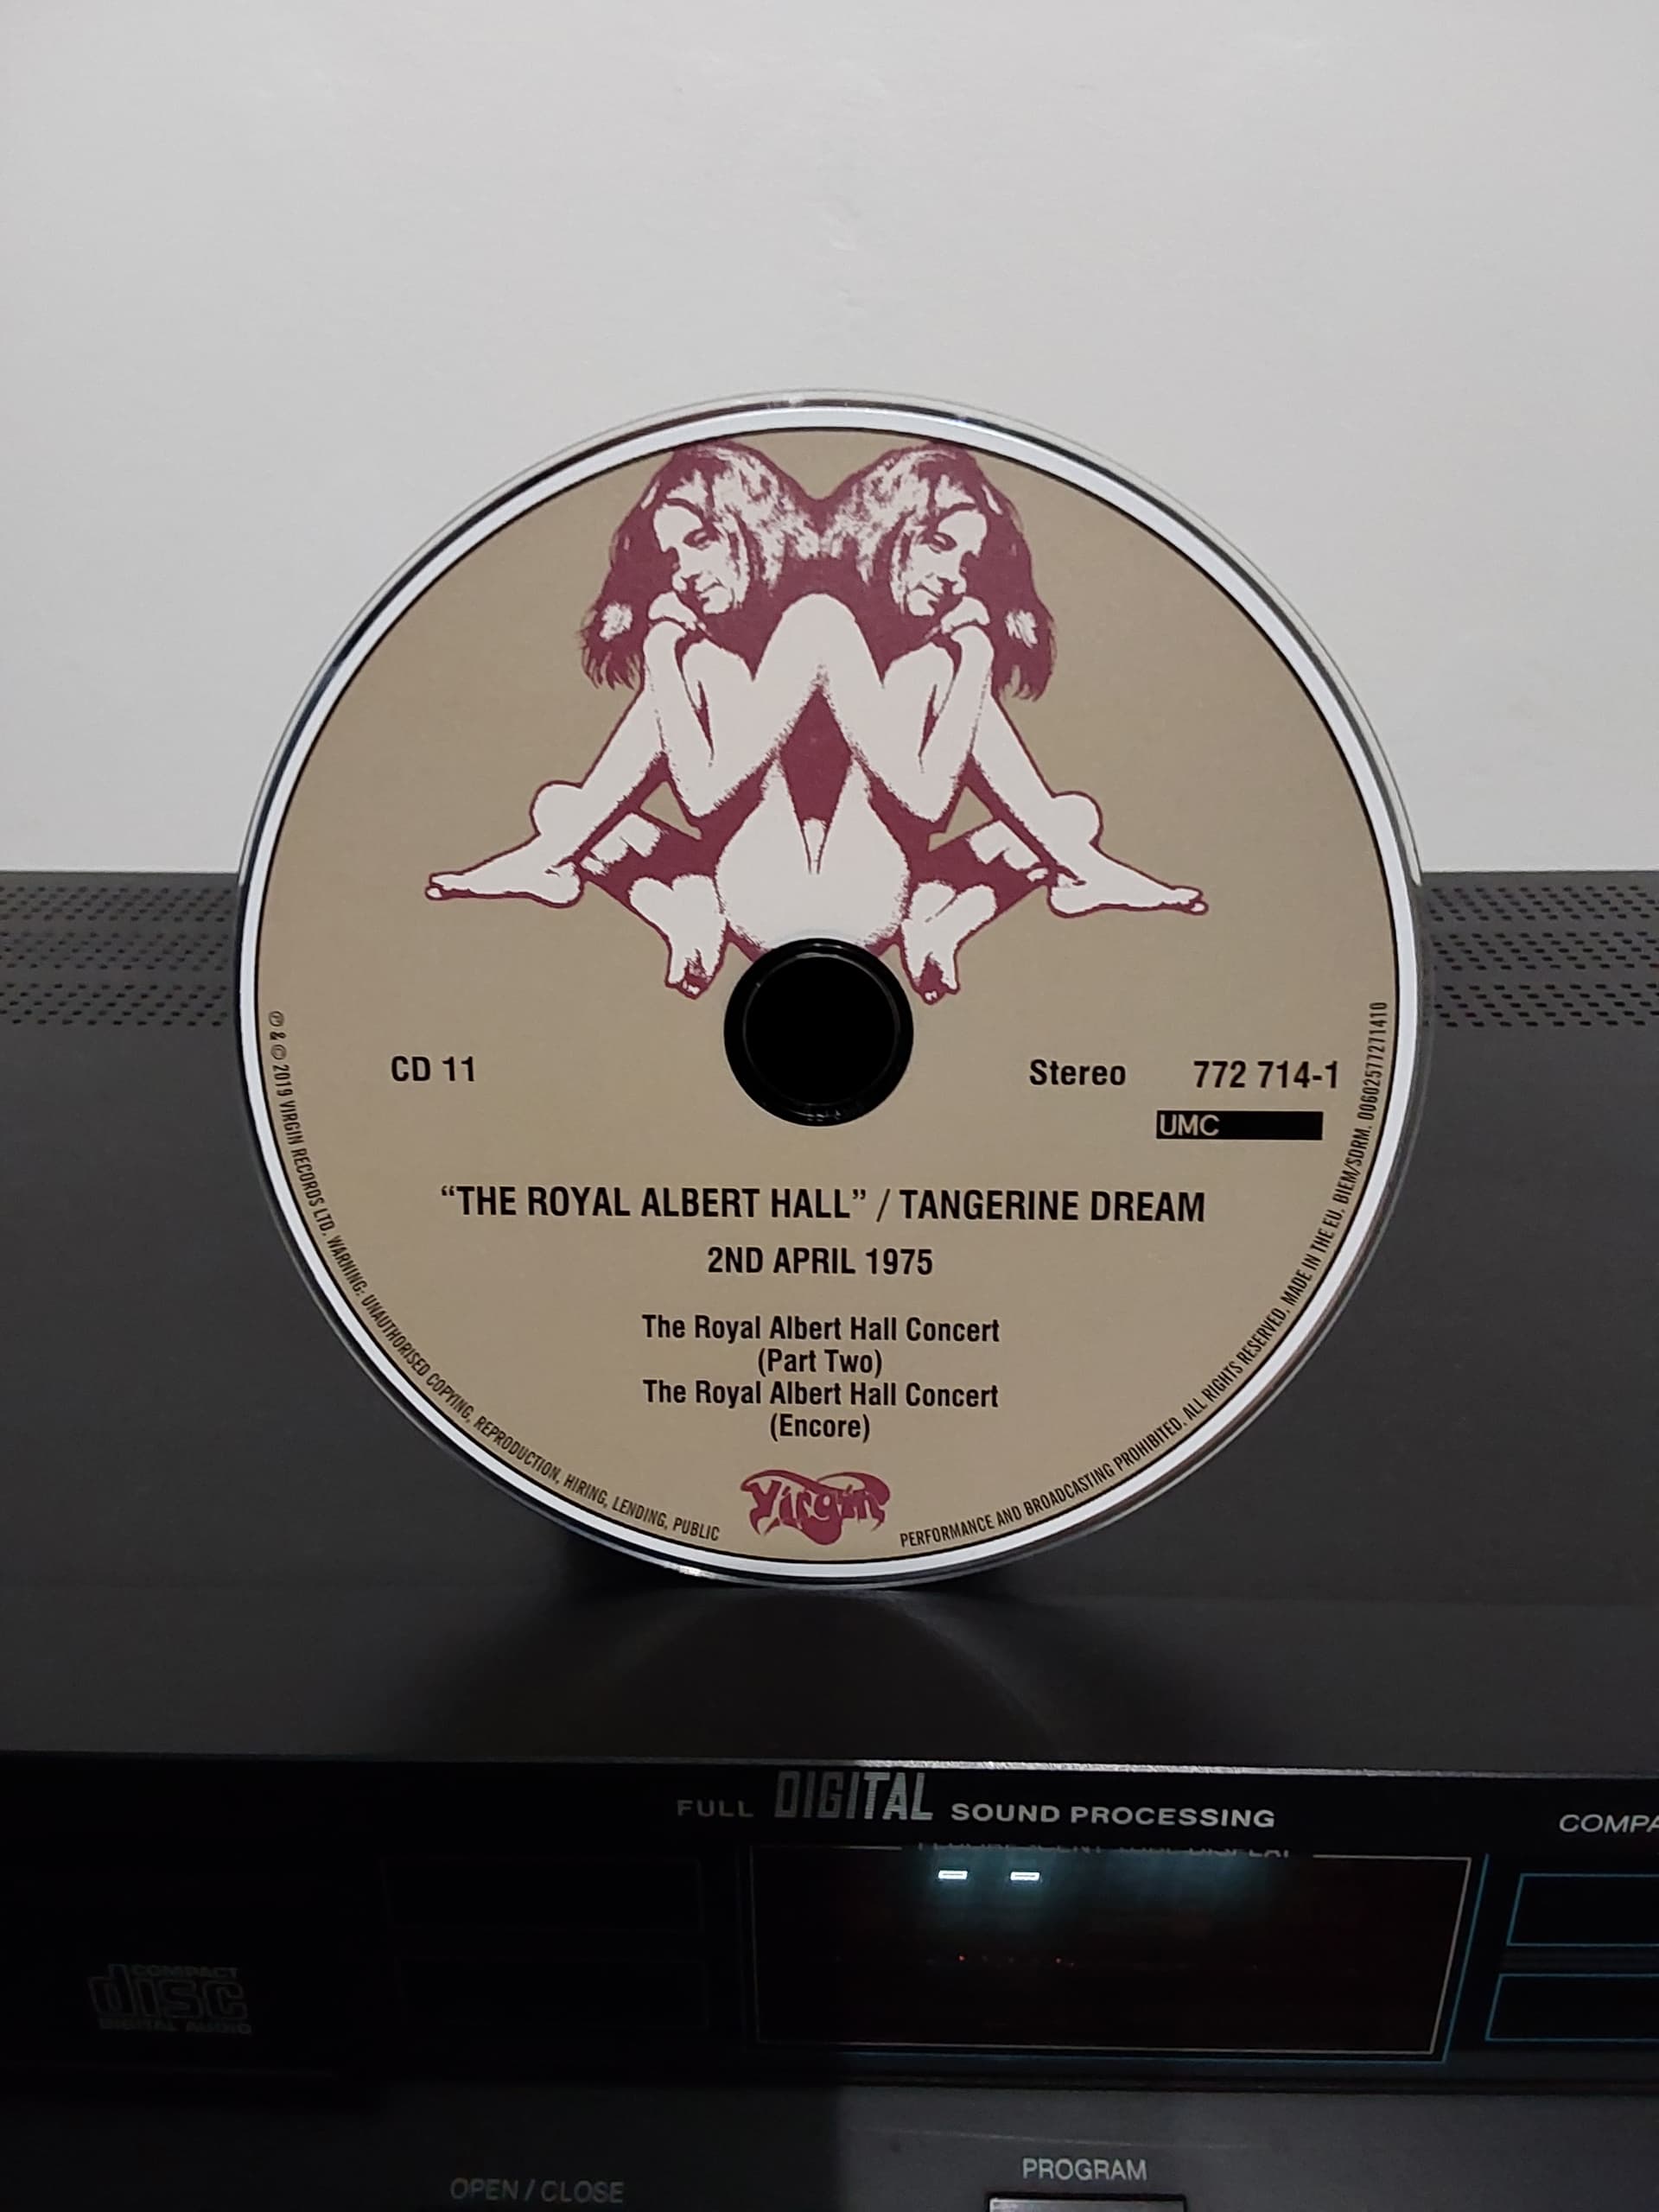 CD 11
Stereo 772 714-1
UMC
“THE ROYAL ALBERT HALL” / TANGERINE DREAM
2ND APRIL 1975
The Royal Albert Hall Concert
(Part Two)
The Royal Albert Hall Concert
(Encore)
Virgin
℗ & © 2019 VIRGIN RECORDS LTD. WARNING: UNAUTHORISED COPYING, REPRODUCTION, HIRING, LENDING, PUBLIC PERFORMANCE AND BROADCASTING PROHIBITED. ALL RIGHTS RESERVED. MADE IN THE EU. BIEM/SDRM. 00602577271410
FULL DIGITAL SOUND PROCESSING
COMPA
FLUORESCENT TUBE DISPLAY
COMPACT
disc
DIGITAL AUDIO
PROGRAM
OPEN / CLOSE